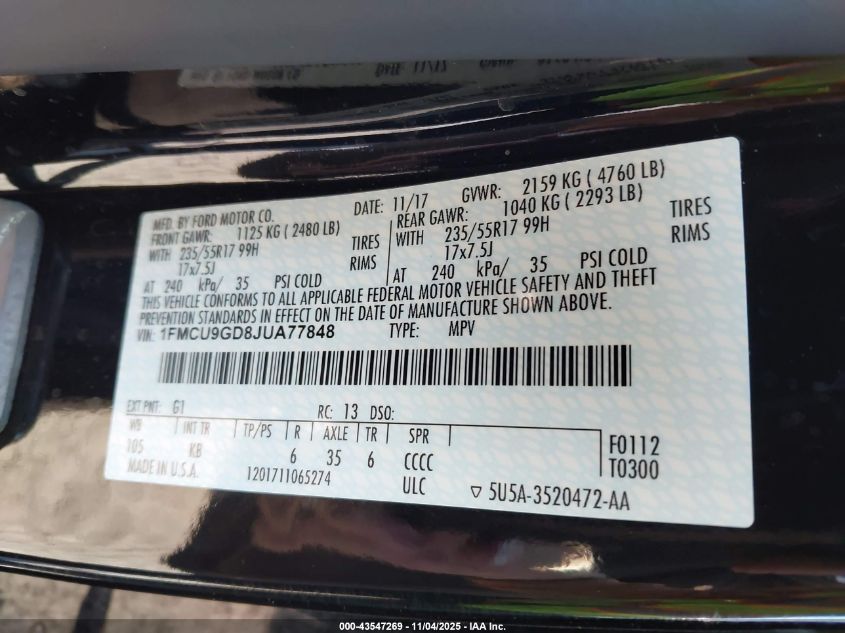 MFD. BY FORD MOTOR CO.
DATE: 11/17 GVWR: 2159 KG ( 4760 LB)
FRONT GAWR: 1125 KG ( 2480 LB) REAR GAWR: 1040 KG ( 2293 LB)
WITH 235/55R17 99H TIRES WITH 235/55R17 99H TIRES
17x7.5J RIMS 17x7.5J RIMS
AT 240 kPa/ 35 PSI COLD AT 240 kPa/ 35 PSI COLD
THIS VEHICLE CONFORMS TO ALL APPLICABLE FEDERAL MOTOR VEHICLE SAFETY AND THEFT
PREVENTION STANDARDS IN EFFECT ON THE DATE OF MANUFACTURE SHOWN ABOVE.
VIN: 1FMCU9GD8JUA77848 TYPE: MPV
EXT PNT: G1 RC: 13 DSO:
WB INT TR TP/PS R AXLE TR SPR
105 KB 6 35 6 CCCC
F0112
T0300
MADE IN U.S.A. 1201711065274 ULC
5U5A-3520472-AA
000-43547269 - 11/04/2025 - IAA Inc.